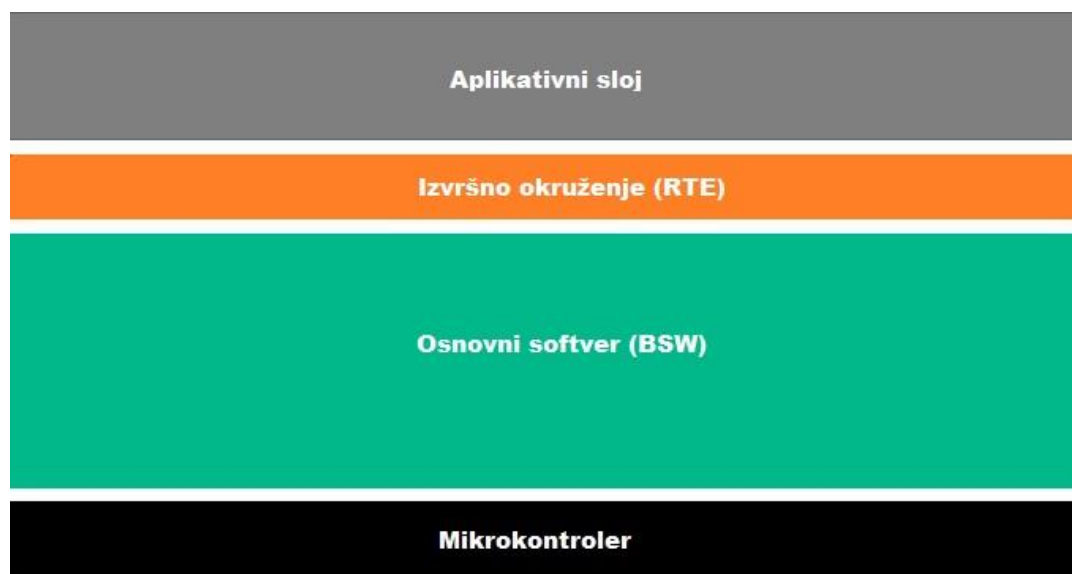 Aplikativni sloj
Izvršno okruženje (RTE)
Osnovni softver (BSW)
Mikrokontroler